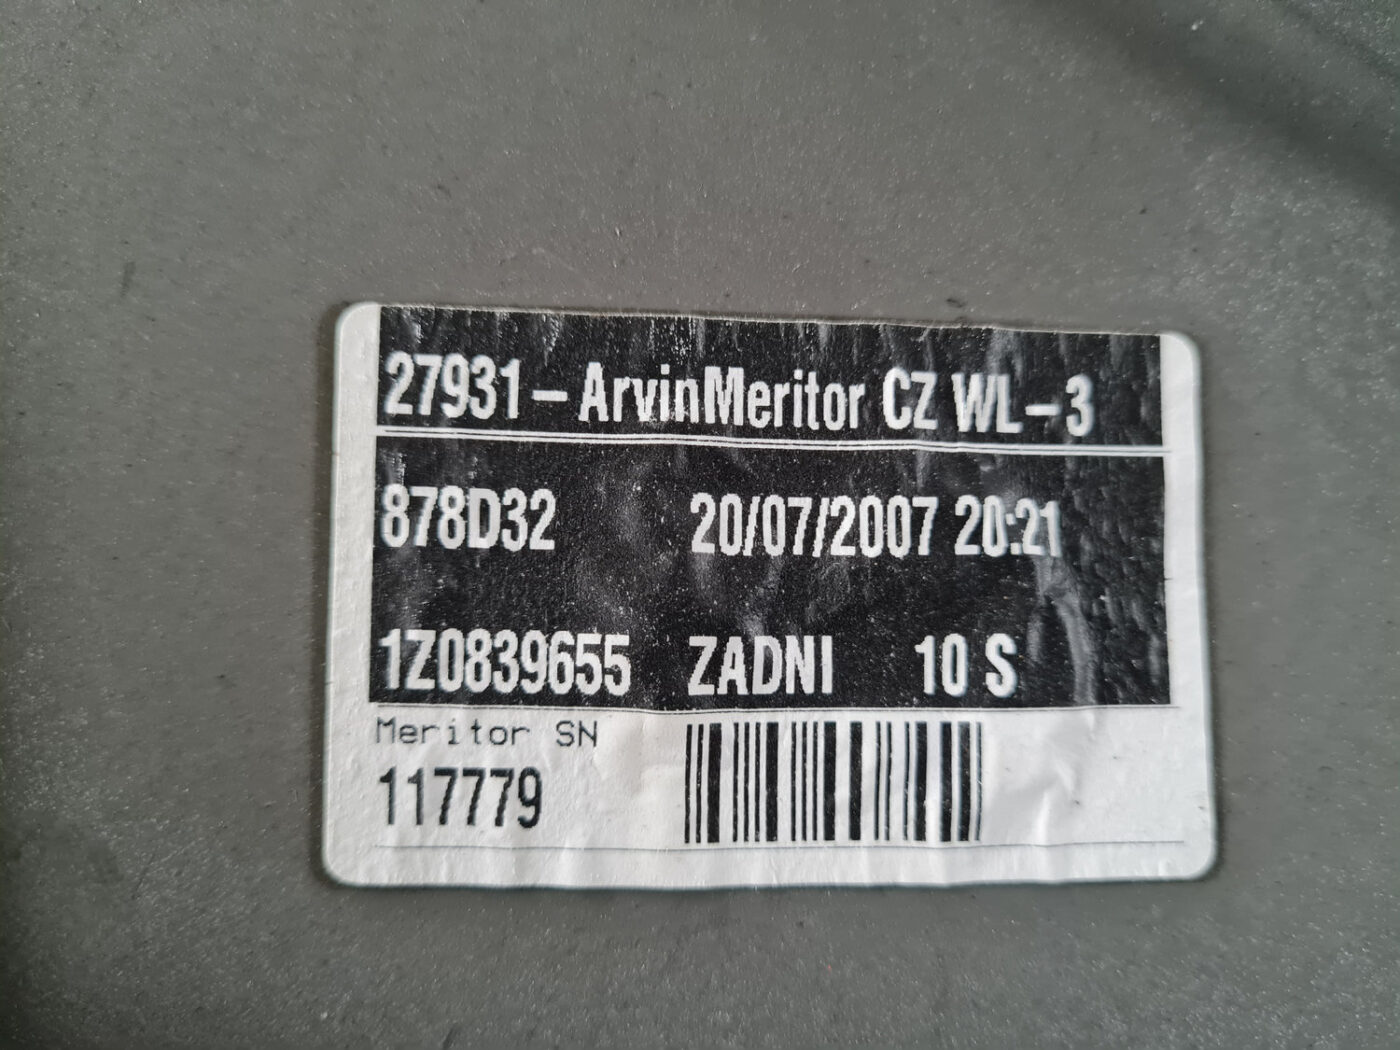 27931-ArvinMeritor CZ WL-3
878D32 20/07/2007 20:21
1Z0839655 ZADNI 10 S
Meritor SN
117779